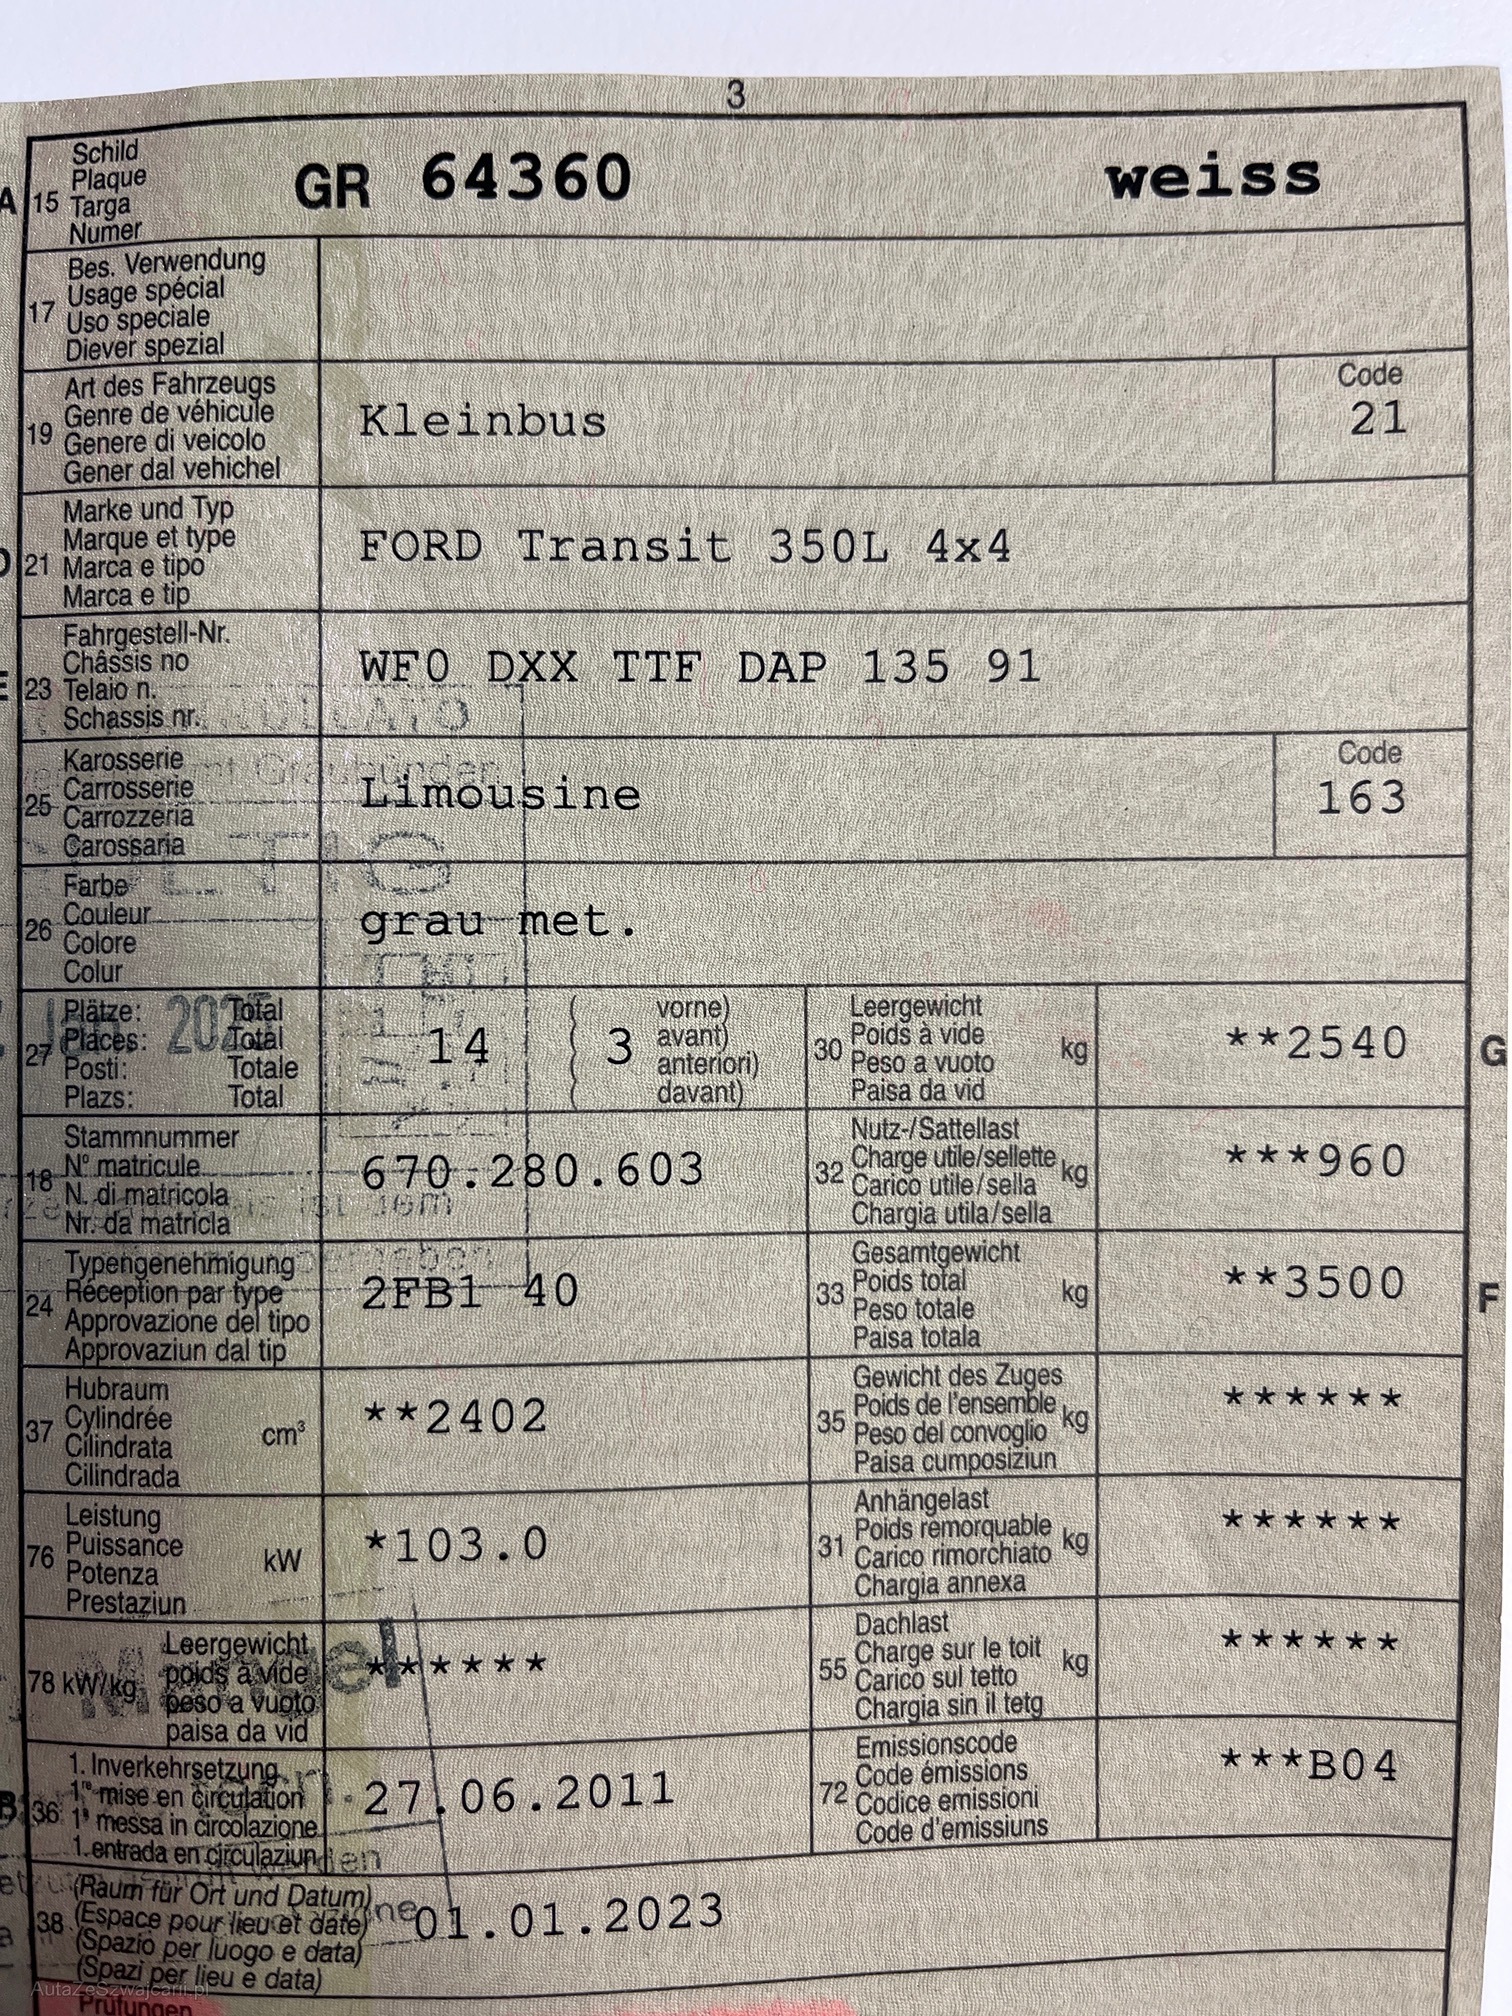 3
A 15 Schild
Plaque
Targa
Numer
GR 64360 weiss
17 Bes. Verwendung
Usage spécial
Uso speciale
Diever spezial
19 Art des Fahrzeugs
Genre de véhicule
Genere di veicolo
Gener dal vehichel
Kleinbus
Code
21
D 21 Marke und Typ
Marque et type
Marca e tipo
Marca e tip
FORD Transit 350L 4x4
E 23 Fahrgestell-Nr.
Châssis no
Telaio n.
Schassis nr.
WF0 DXX TTF DAP 135 91
25 Karosserie
Carrosserie
Carrozzeria
Carossaria
Limousine
Code
163
26 Farbe
Couleur
Colore
Colur
grau met.
27 Plätze: Total
Places: Total
Posti: Totale
Plazs: Total
14 ( 3 vorne)
avant)
anteriori)
davant)
30 Leergewicht
Poids à vide
Peso a vuoto
Paisa da vid
kg **2540 G
18 Stammnummer
N° matricule
N. di matricola
Nr. da matricla
670.280.603
32 Nutz-/Sattellast
Charge utile/sellette
Carico utile/sella
Chargia utila/sella
kg ***960
24 Typengenehmigung
Réception par type
Approvazione del tipo
Approvaziun dal tip
2FB1 40
33 Gesamtgewicht
Poids total
Peso totale
Paisa totala
kg **3500 F
37 Hubraum
Cylindrée
Cilindrata
Cilindrada
cm³ **2402
35 Gewicht des Zuges
Poids de l'ensemble
Peso del convoglio
Paisa cumposiziun
kg ******
76 Leistung
Puissance
Potenza
Prestaziun
kW *103.0
31 Anhängelast
Poids remorquable
Carico rimorchiato
Chargia annexa
kg ******
78 kW/kg Leergewicht
poids à vide
peso a vuoto
paisa da vid
******
55 Dachlast
Charge sur le toit
Carico sul tetto
Chargia sin il tetg
kg ******
B 36 1. Inverkehrsetzung
1re mise en circulation
1a messa in circolazione
1. entrada en circulaziun
27.06.2011
72 Emissionscode
Code émissions
Codice emissioni
Code d'emissiuns
***B04
38 (Raum für Ort und Datum)
(Espace pour lieu et date)
(Spazio per luogo e data)
(Spazi per lieu e data)
01.01.2023
AutaZeSzwajcarii.pl
Prüfungen